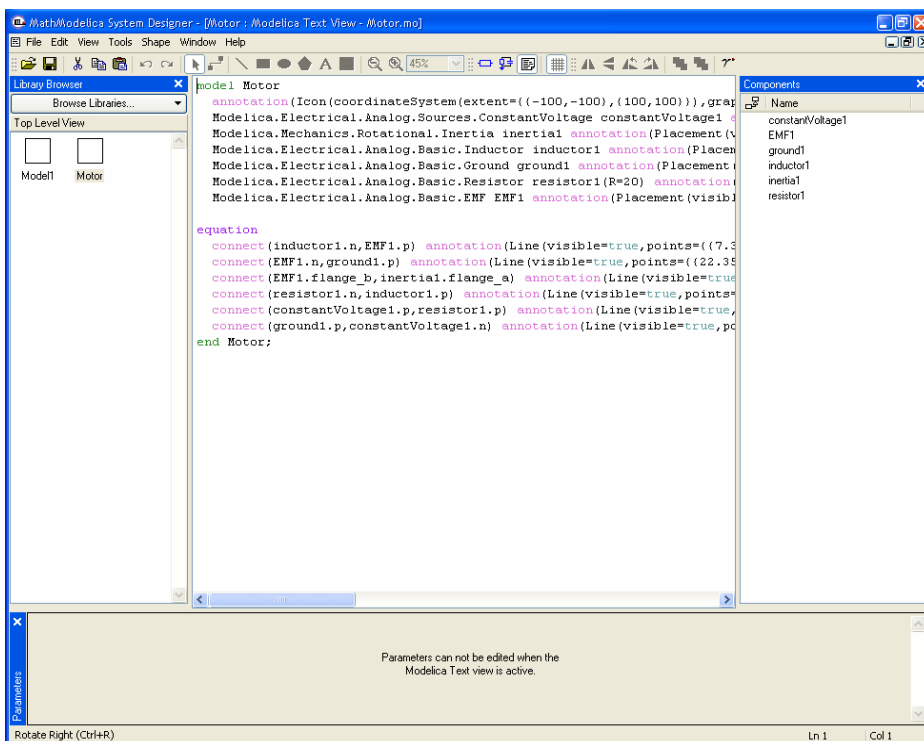 MathModelica System Designer - [Motor : Modelica Text View - Motor.mo]
File Edit View Tools Shape Window Help
45%
Library Browser
Browse Libraries...
Top Level View
Model1 Motor
model Motor
annotation(Icon(coordinateSystem(extent={{-100,-100},{100,100}}),grap
Modelica.Electrical.Analog.Sources.ConstantVoltage constantVoltage1 a
Modelica.Mechanics.Rotational.Inertia inertia1 annotation(Placement(v
Modelica.Electrical.Analog.Basic.Inductor inductor1 annotation(Placem
Modelica.Electrical.Analog.Basic.Ground ground1 annotation(Placement(
Modelica.Electrical.Analog.Basic.Resistor resistor1(R=20) annotation(
Modelica.Electrical.Analog.Basic.EMF EMF1 annotation(Placement(visibl
equation
connect(inductor1.n,EMF1.p) annotation(Line(visible=true,points={{7.3
connect(EMF1.n,ground1.p) annotation(Line(visible=true,points={{22.35
connect(EMF1.flange_b,inertia1.flange_a) annotation(Line(visible=true
connect(resistor1.n,inductor1.p) annotation(Line(visible=true,points=
connect(constantVoltage1.p,resistor1.p) annotation(Line(visible=true,
connect(ground1.p,constantVoltage1.n) annotation(Line(visible=true,po
end Motor;
Components
Name
constantVoltage1
EMF1
ground1
inductor1
inertia1
resistor1
Parameters
Parameters can not be edited when the
Modelica Text view is active.
Rotate Right (Ctrl+R) Ln 1 Col 1